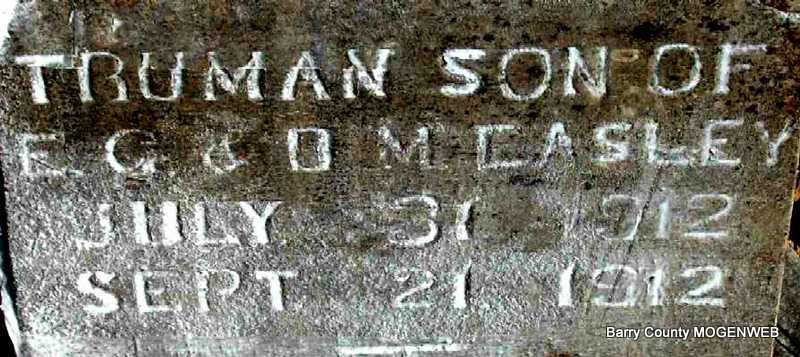 TRUMAN SON OF
E. G & O M. EASLEY
JULY 31 1912
SEPT. 21 1912
Barry County MOGENWEB